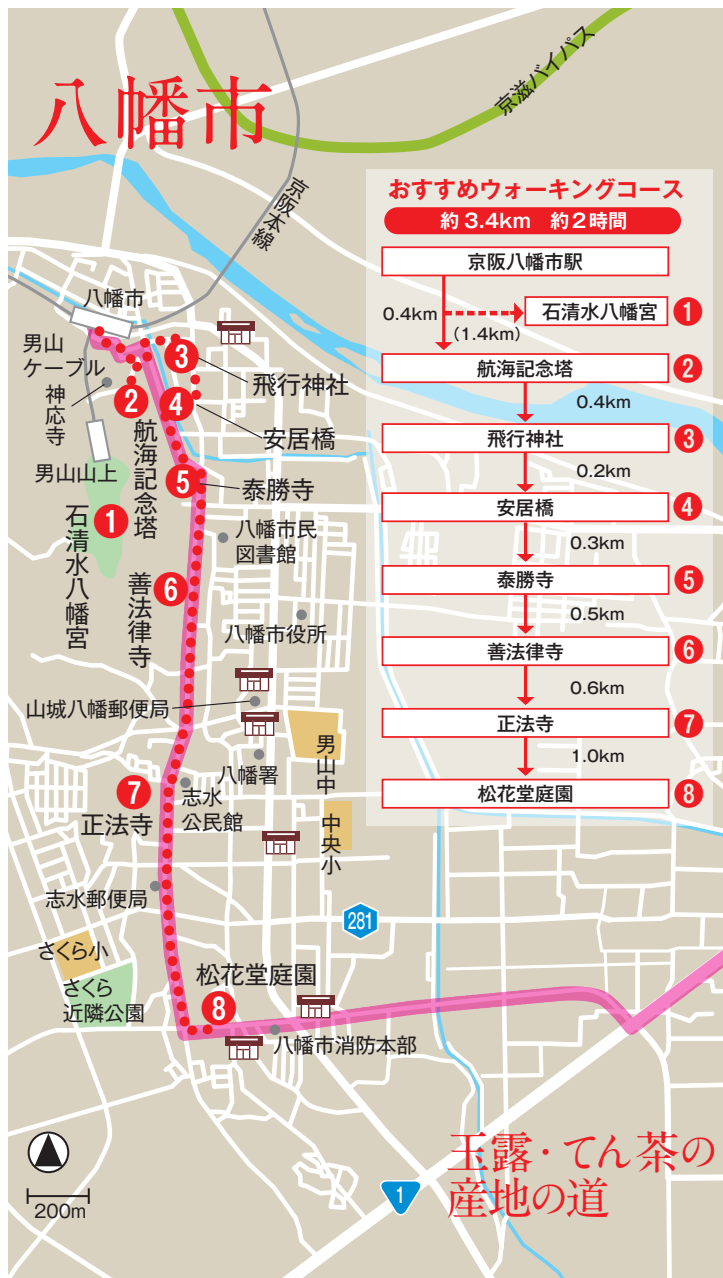 八幡市
京滋バイパス
京阪本線
おすすめウォーキングコース
約3.4km 約2時間
京阪八幡市駅
0.4km
(1.4km)
石清水八幡宮
1
航海記念塔
2
0.4km
飛行神社
3
0.2km
安居橋
4
0.3km
泰勝寺
5
0.5km
善法律寺
6
0.6km
正法寺
7
1.0km
松花堂庭園
8
八幡市
男山
ケーブル
神応寺
2
航海記念塔
3
飛行神社
4
安居橋
男山山上
1
石清水八幡宮
5
泰勝寺
八幡市民
図書館
6
善法律寺
八幡市役所
山城八幡郵便局
八幡署
男山中
7
正法寺
志水
公民館
中央小
志水郵便局
281
さくら小
さくら
近隣公園
松花堂庭園
8
八幡市消防本部
玉露・てん茶の
産地の道
1
200m